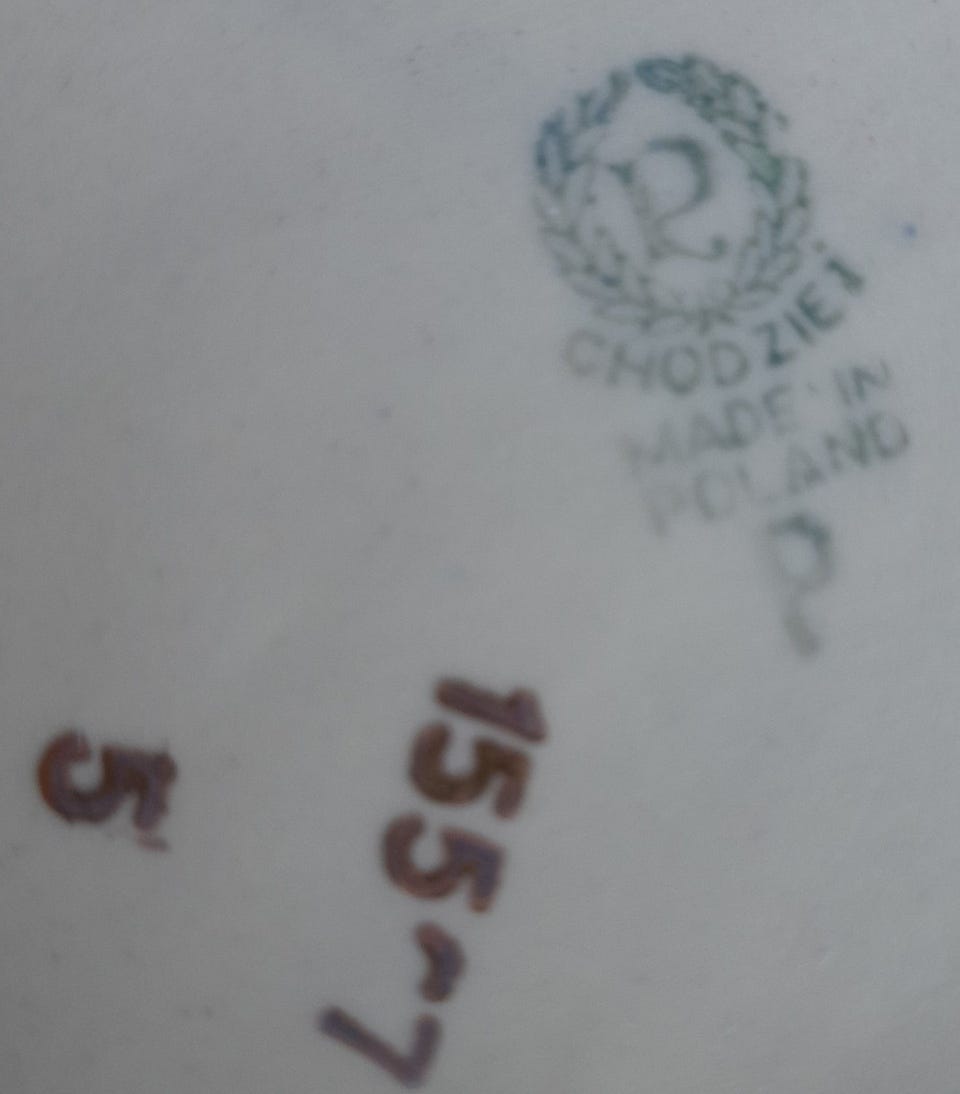 R
CHODZIEŻ
MADE IN
POLAND
155~7
5